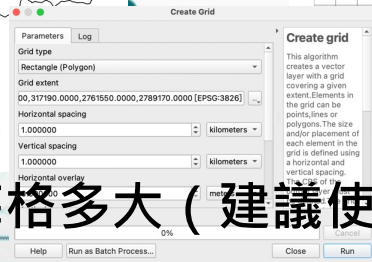 Create Grid
Parameters
Log
Grid type
Rectangle (Polygon)
Grid extent
00,317190.0000,2761550.0000,2789170.0000 [EPSG:3826]
...
Horizontal spacing
1.000000
kilometers
Vertical spacing
1.000000
kilometers
Horizontal overlay
Create grid
This algorithm
creates a vector
layer with a grid
covering a given
extent.Elements in
the grid can be
points,lines or
polygons.The size
and/or placement of
each element in the
grid is defined using
a horizontal and
vertical spacing.
格多大（建議使
0%
Cancel
Help
Run as Batch Process...
Close
Run